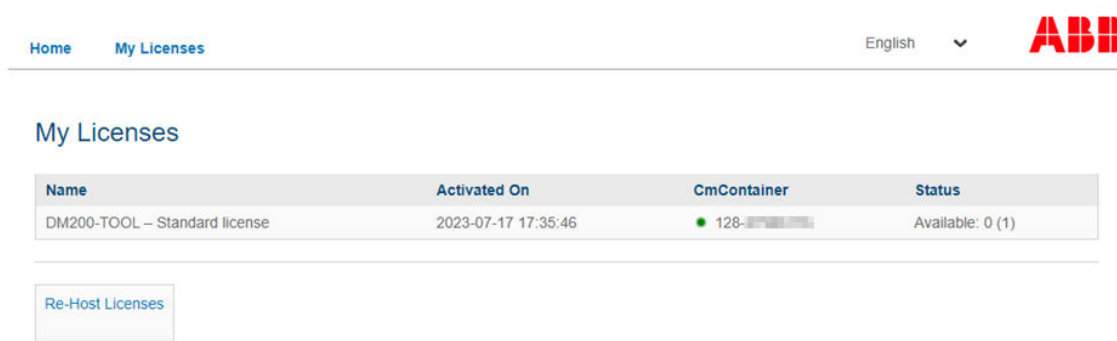 Home My Licenses English
My Licenses
Name Activated On CmContainer Status
DM200-TOOL – Standard license 2023-07-17 17:35:46 128- Available: 0 (1)
Re-Host Licenses